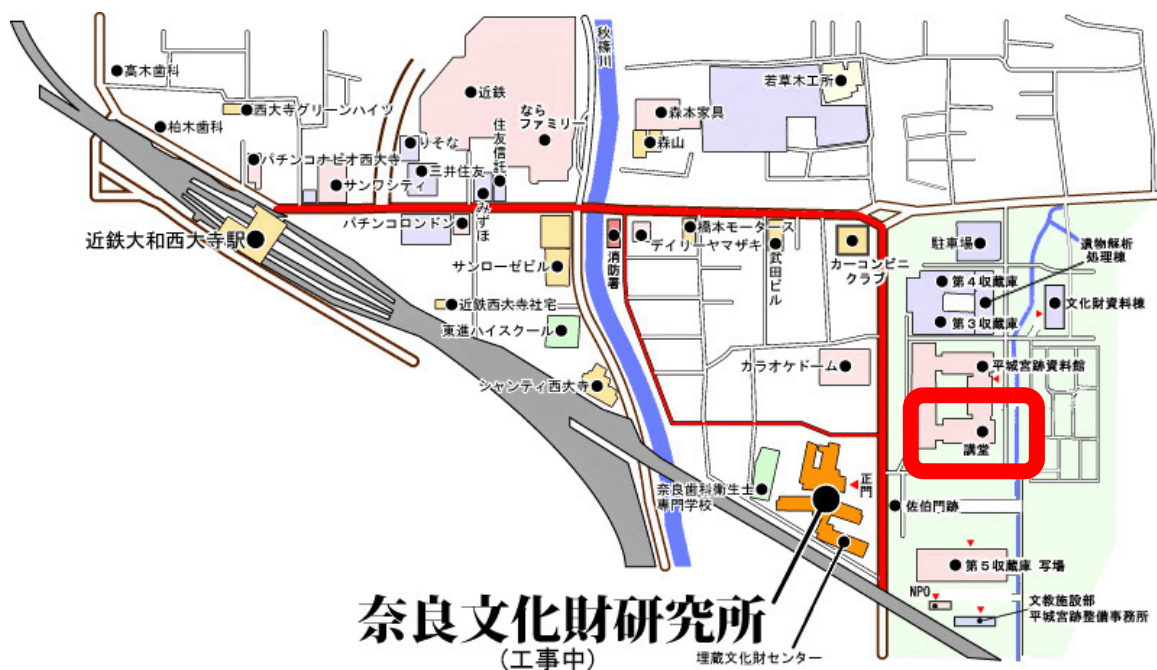 高木歯科
西大寺グリーンハイツ
柏木歯科
パチンコナビオ西大寺
サンワシティ
りそな
三井住友
みずほ
住友信託
近鉄
なら
ファミリー
秋篠川
若草木工所
森本家具
森山
近鉄大和西大寺駅
パチンコロンドン
サンローゼビル
近鉄西大寺社宅
東進ハイスクール
シャンティ西大寺
消防署
デイリーヤマザキ
橋本モータース
武田ビル
カーコンビニ
クラブ
カラオケドーム
駐車場
遺物解析
処理棟
第4収蔵庫
第3収蔵庫
文化財資料棟
平城宮跡資料館
講堂
奈良歯科衛生士
専門学校
正門
佐伯門跡
第5収蔵庫 写場
NPO
文教施設部
平城宮跡整備事務所
奈良文化財研究所
(工事中)
埋蔵文化財センター